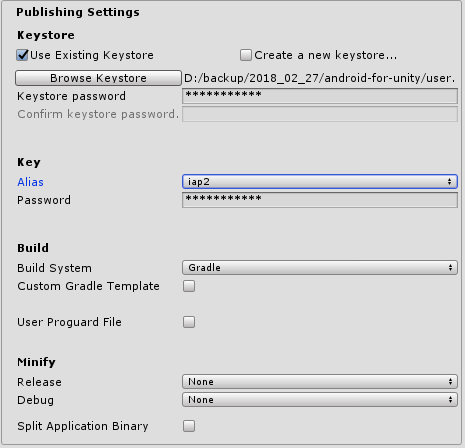 Publishing Settings
Keystore
Use Existing Keystore Create a new keystore...
Browse Keystore D:/backup/2018_02_27/android-for-unity/user.
Keystore password ***********
Confirm keystore password.
Key
Alias iap2
Password ***********
Build
Build System Gradle
Custom Gradle Template
User Proguard File
Minify
Release None
Debug None
Split Application Binary